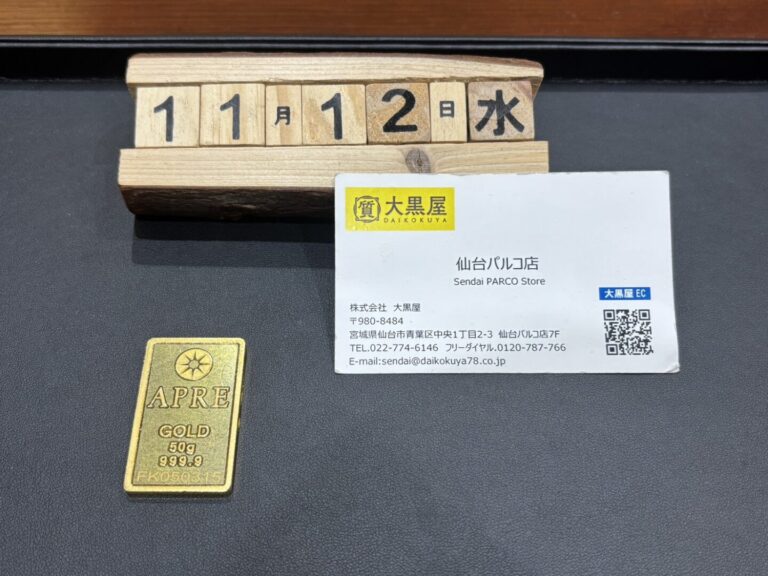 11月12日水
質 大黒屋
DAIKOKUYA
仙台パルコ店
Sendai PARCO Store
大黒屋 EC
株式会社 大黒屋
〒980-8484
宮城県仙台市青葉区中央1丁目2-3 仙台パルコ店7F
TEL.022-774-6146 フリーダイヤル.0120-787-766
E-mail:sendai@daikokuya78.co.jp
APRE
GOLD
50g
999.9
FK050315